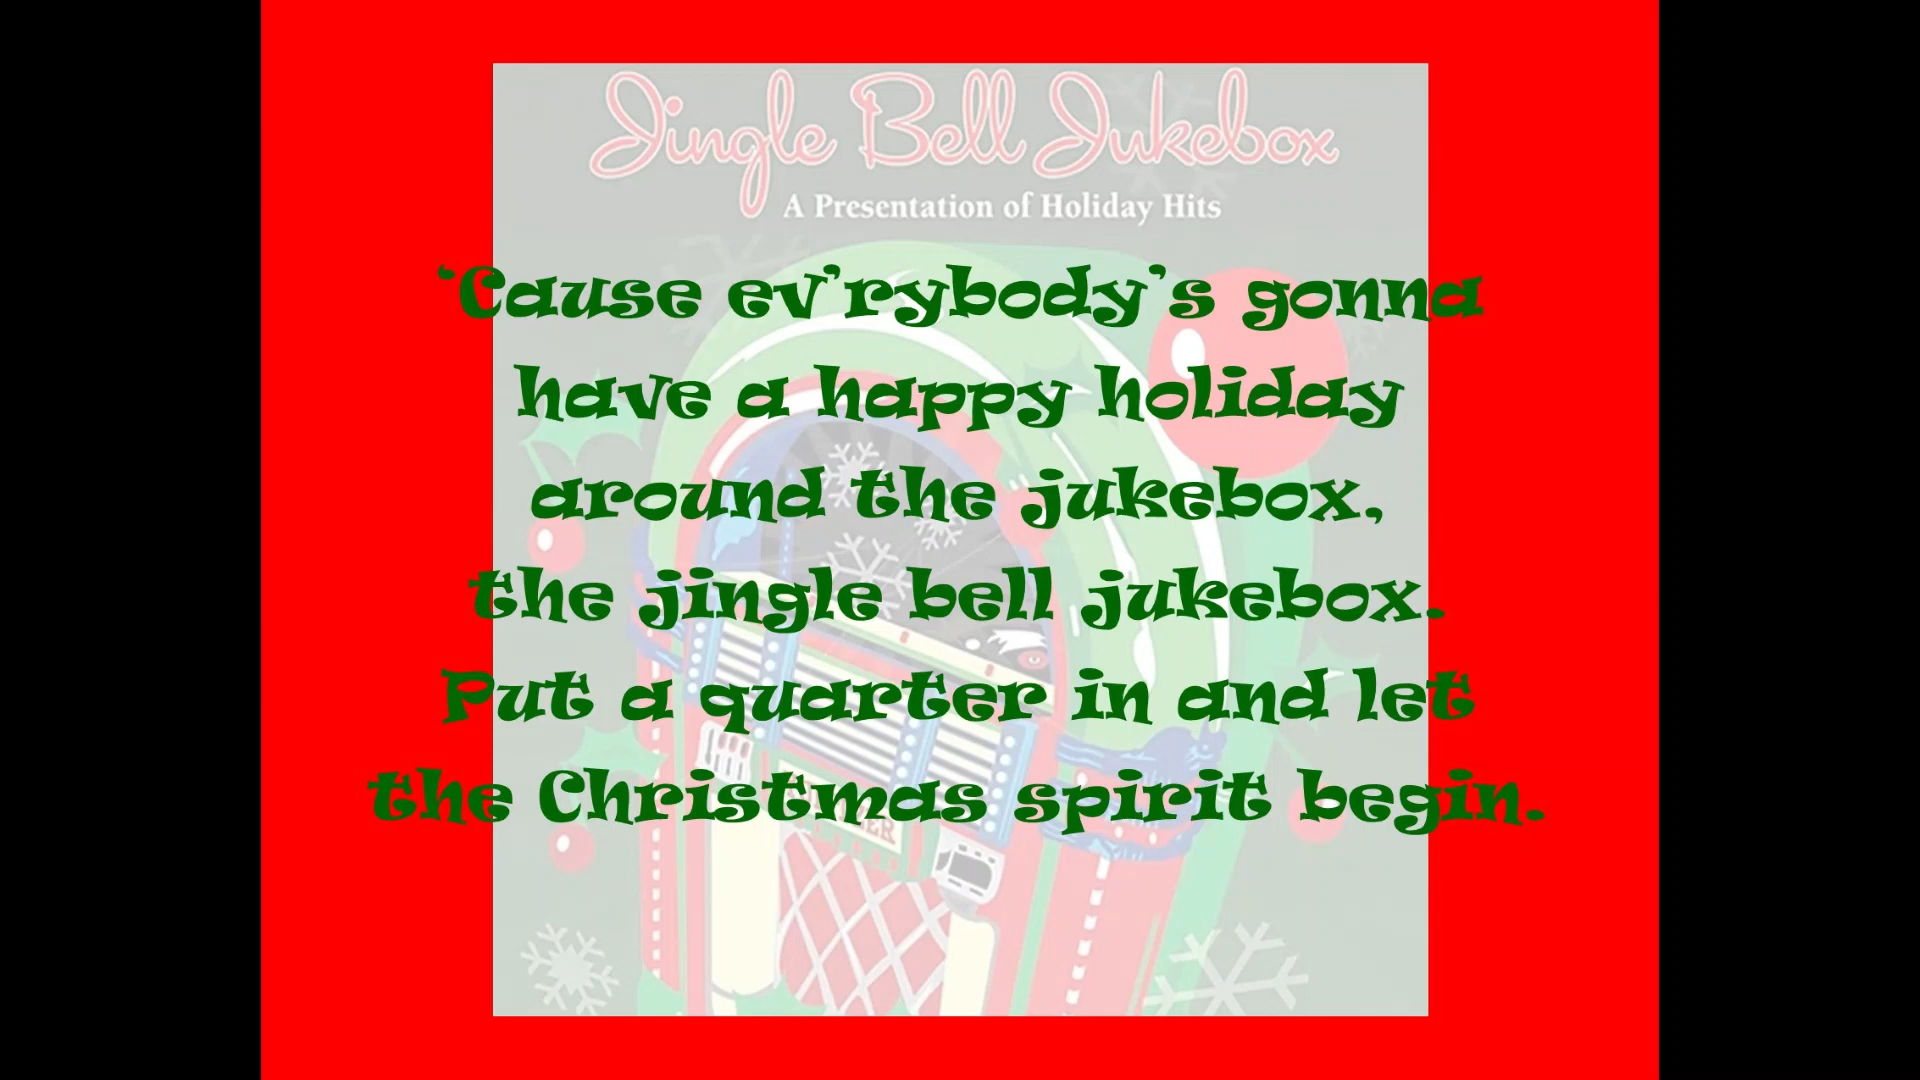 Jingle Bell Jukebox
A Presentation of Holiday Hits
‘Cause ev’rybody’s gonna
have a happy holiday
around the jukebox,
the jingle bell jukebox.
Put a quarter in and let
the Christmas spirit begin.